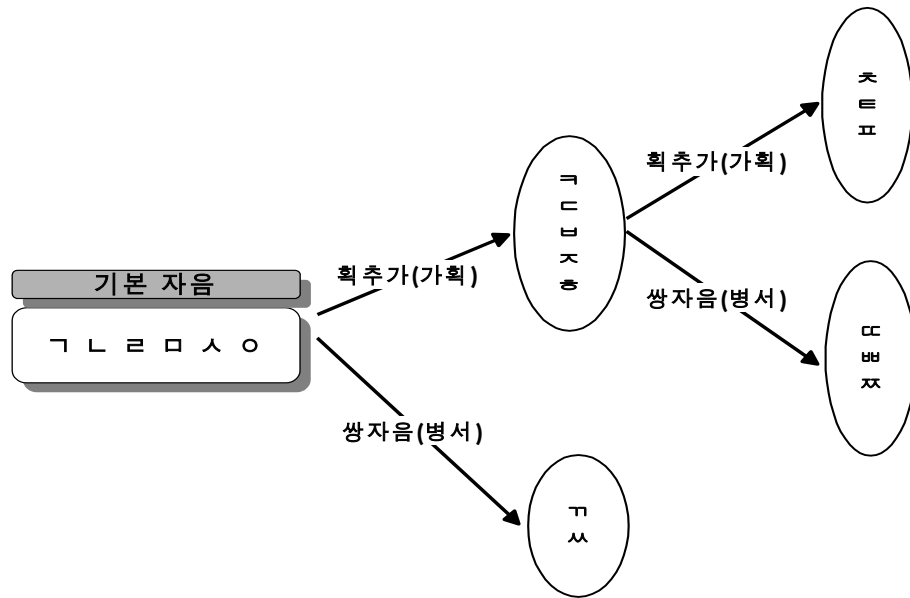 기본 자음
ㄱ ㄴ ㄹ ㅁ ㅅ ㅇ
획추가(가획)
쌍자음(병서)
ㅋ
ㄷ
ㅂ
ㅈ
ㅎ
ㄲ
ㅆ
획추가(가획)
쌍자음(병서)
ㅊ
ㅌ
ㅍ
ㄸ
ㅃ
ㅉ